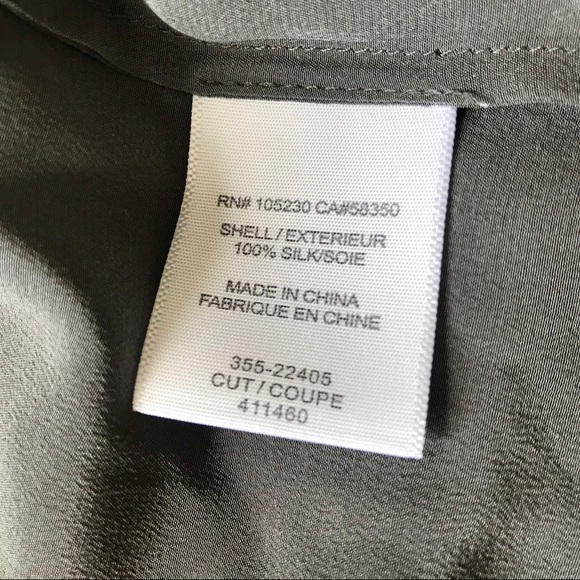 RN# 105230 CA#58350
SHELL/EXTERIEUR
100% SILK/SOIE
MADE IN CHINA
FABRIQUE EN CHINE
355-22405
CUT/COUPE
411460